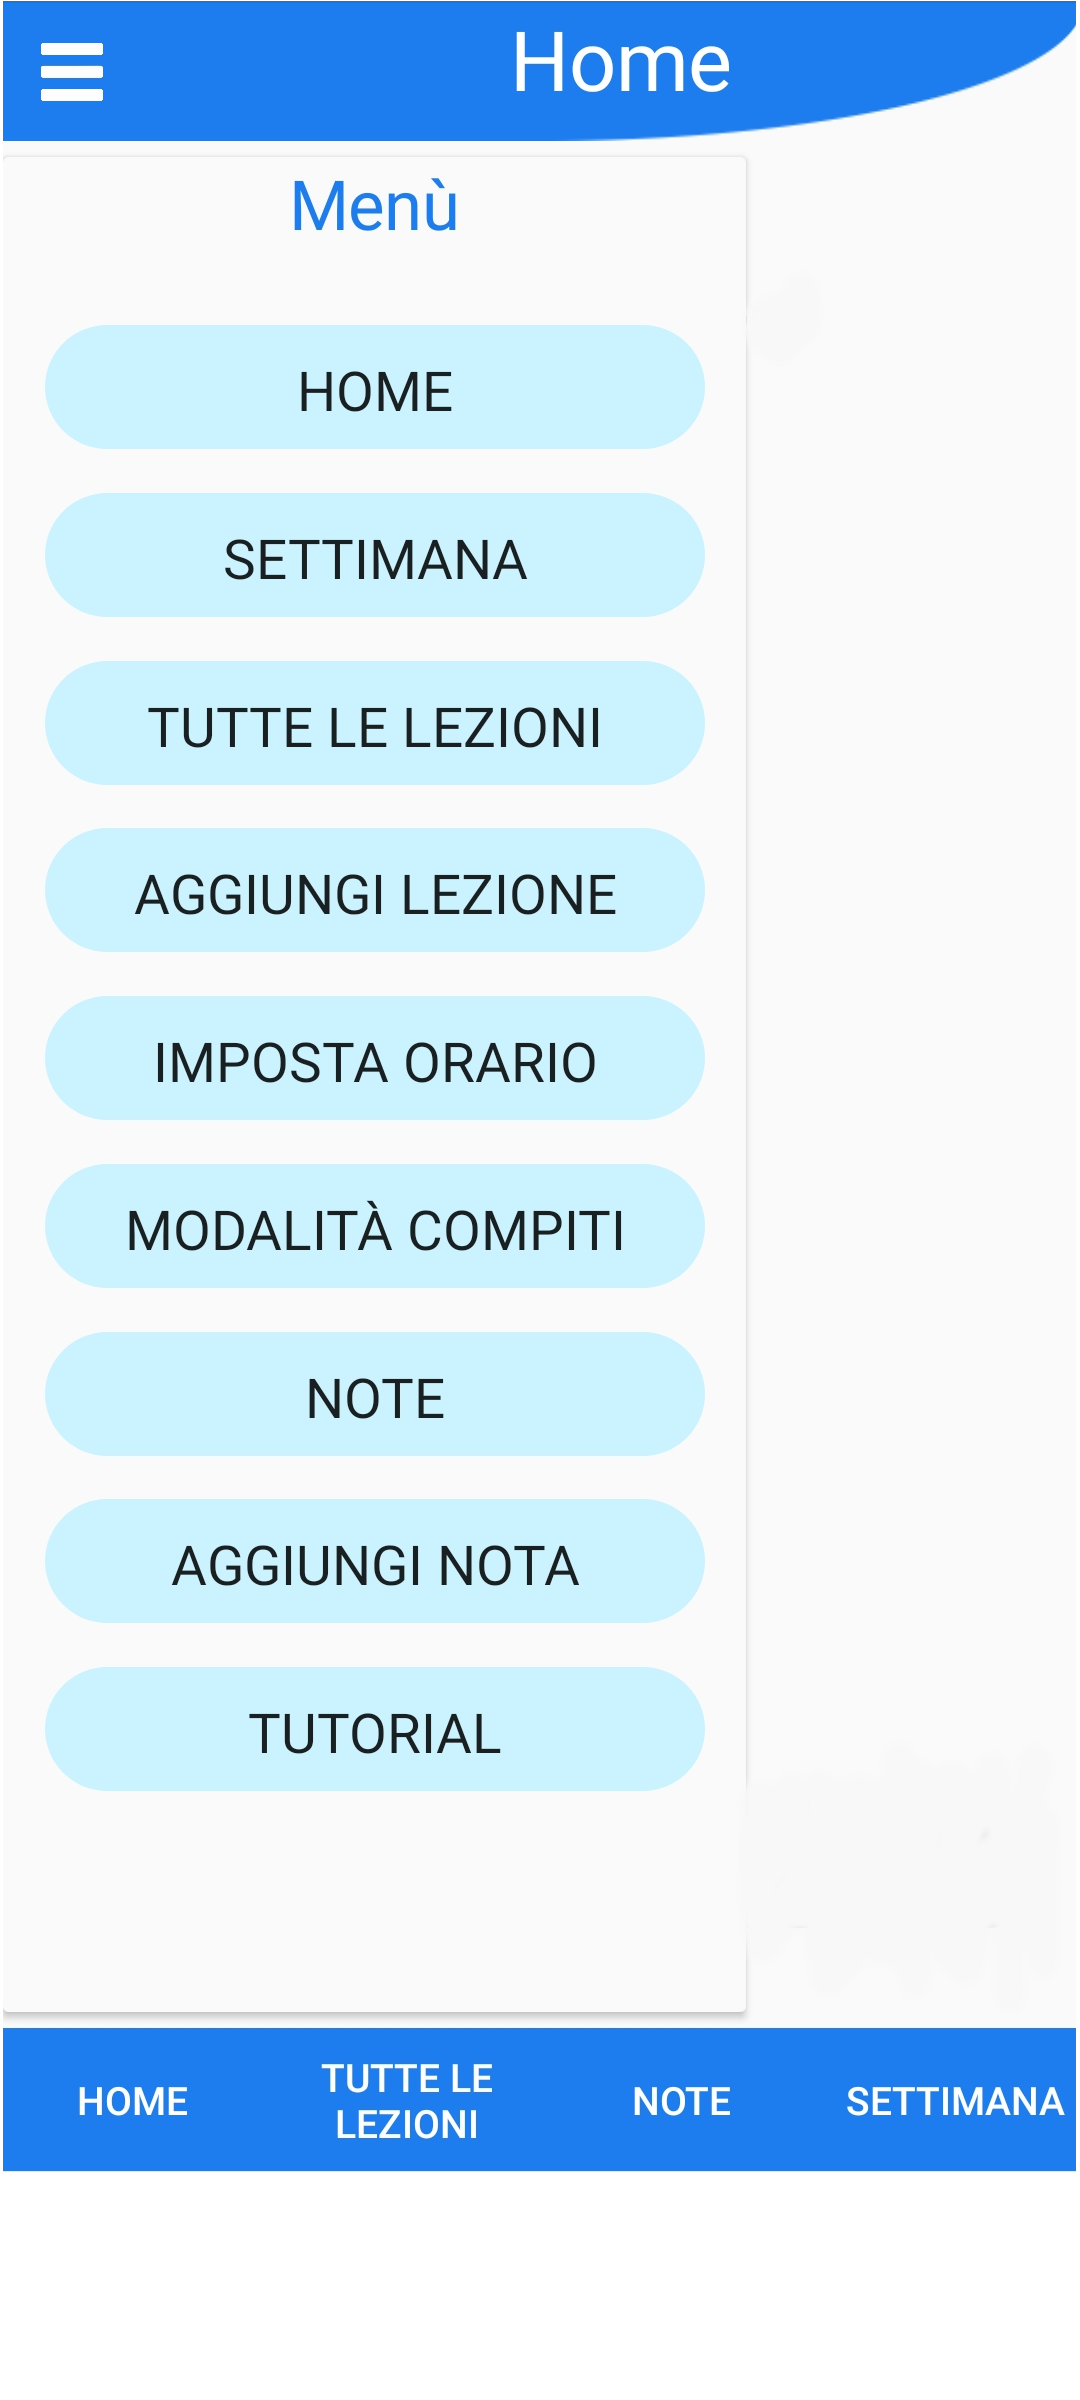 Home
Menù
HOME
SETTIMANA
TUTTE LE LEZIONI
AGGIUNGI LEZIONE
IMPOSTA ORARIO
MODALITÀ COMPITI
NOTE
AGGIUNGI NOTA
TUTORIAL
HOME
TUTTE LE
LEZIONI
NOTE
SETTIMANA